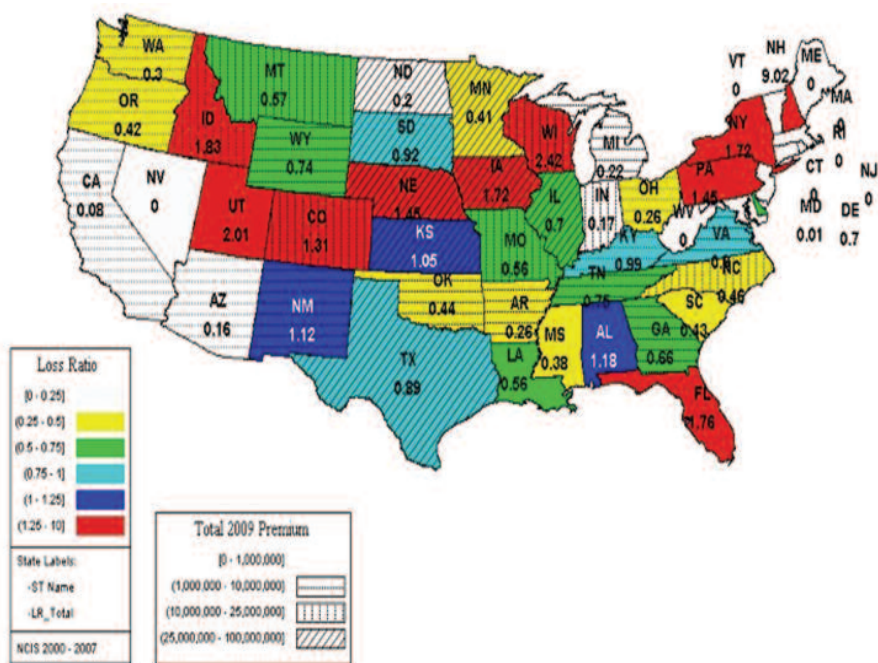 WA
0.3
OR
0.42
CA
0.08
NV
0
ID
1.83
MT
0.57
WY
0.74
UT
2.01
CO
1.31
AZ
0.16
NM
1.12
ND
0.2
SD
0.92
NE
1.45
KS
1.05
OK
0.44
TX
0.89
MN
0.41
IA
1.72
MO
0.56
AR
0.26
LA
0.56
WI
2.42
IL
0.7
MI
0.22
IN
0.17
OH
0.26
KY
0.99
TN
0.75
MS
0.38
AL
1.18
GA
0.66
FL
1.76
SC
0.43
NC
0.46
VA
WV
0
PA
1.45
NY
1.72
VT
0
NH
9.02
ME
0
MA
0
RI
0
CT
0
NJ
0
MD
0.01
DE
0.7
Loss Ratio
[0 - 0.25]
(0.25 - 0.5]
(0.5 - 0.75]
(0.75 - 1]
(1 - 1.25]
(1.25 - 10]
State Labels:
-ST Name
-LR_Total
NCIS 2000 - 2007
Total 2009 Premium
[0 - 1,000,000]
(1,000,000 - 10,000,000]
(10,000,000 - 25,000,000]
(25,000,000 - 100,000,000]